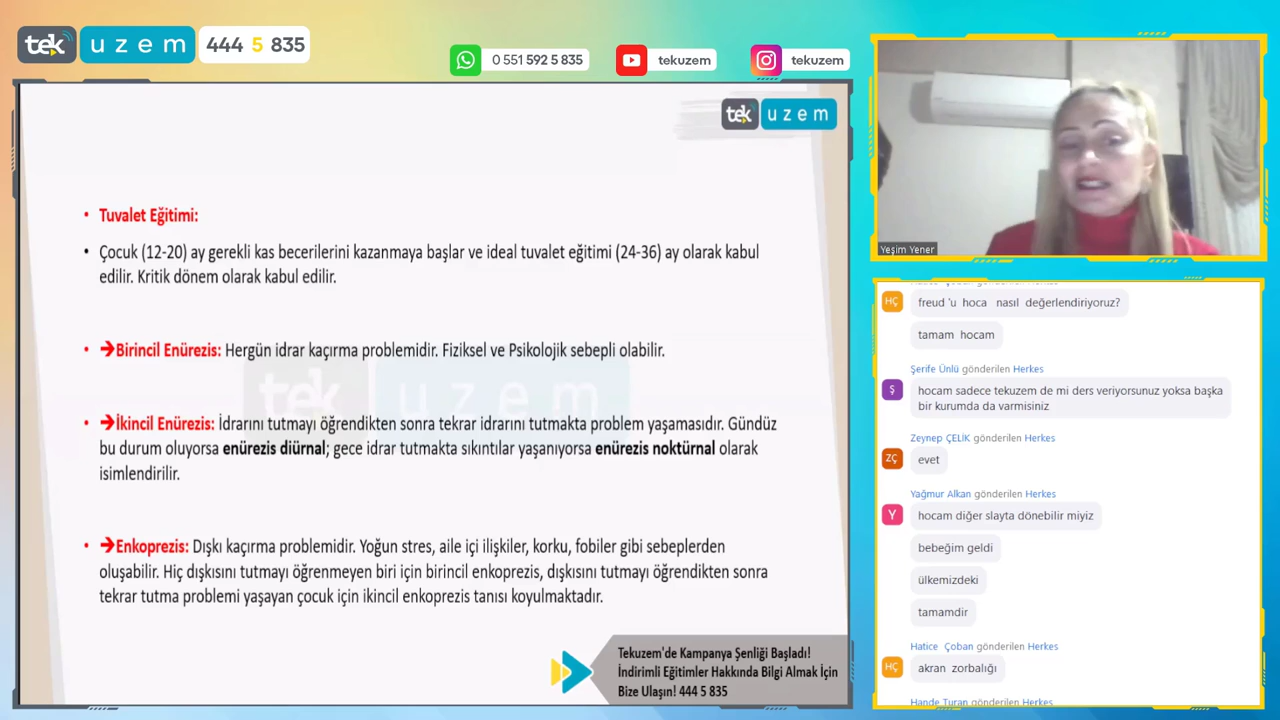 tek uzem 444 5 835
0 551 592 5 835
tekuzem
tekuzem
tek uzem
• Tuvalet Eğitimi:
• Çocuk (12-20) ay gerekli kas becerilerini kazanmaya başlar ve ideal tuvalet eğitimi (24-36) ay olarak kabul
edilir. Kritik dönem olarak kabul edilir.
• ➔Birincil Enürezis: Hergün idrar kaçırma problemidir. Fiziksel ve Psikolojik sebepli olabilir.
tek uzem
• ➔İkincil Enürezis: İdrarını tutmayı öğrendikten sonra tekrar idrarını tutmakta problem yaşamasıdır. Gündüz
bu durum oluyorsa enürezis diürnal; gece idrar tutmakta sıkıntılar yaşanıyorsa enürezis noktürnal olarak
isimlendirilir.
• ➔Enkoprezis: Dışkı kaçırma problemidir. Yoğun stres, aile içi ilişkiler, korku, fobiler gibi sebeplerden
oluşabilir. Hiç dışkısını tutmayı öğrenmeyen biri için birincil enkoprezis, dışkısını tutmayı öğrendikten sonra
tekrar tutma problemi yaşayan çocuk için ikincil enkoprezis tanısı koyulmaktadır.
Tekuzem'de Kampanya Şenliği Başladı!
İndirimli Eğitimler Hakkında Bilgi Almak İçin
Bize Ulaşın! 444 5 835
Yeşim Yener
HÇ
freud 'u hoca nasıl değerlendiriyoruz?
tamam hocam
Şerife Ünlü gönderilen Herkes
Ş
hocam sadece tekuzem de mi ders veriyorsunuz yoksa başka
bir kurumda da varmisiniz
Zeynep ÇELİK gönderilen Herkes
ZÇ
evet
Yağmur Alkan gönderilen Herkes
Y
hocam diğer slayta dönebilir miyiz
bebeğim geldi
ülkemizdeki
tamamdir
Hatice Çoban gönderilen Herkes
HÇ
akran zorbalığı
Hande Turan gönderilen Herkes